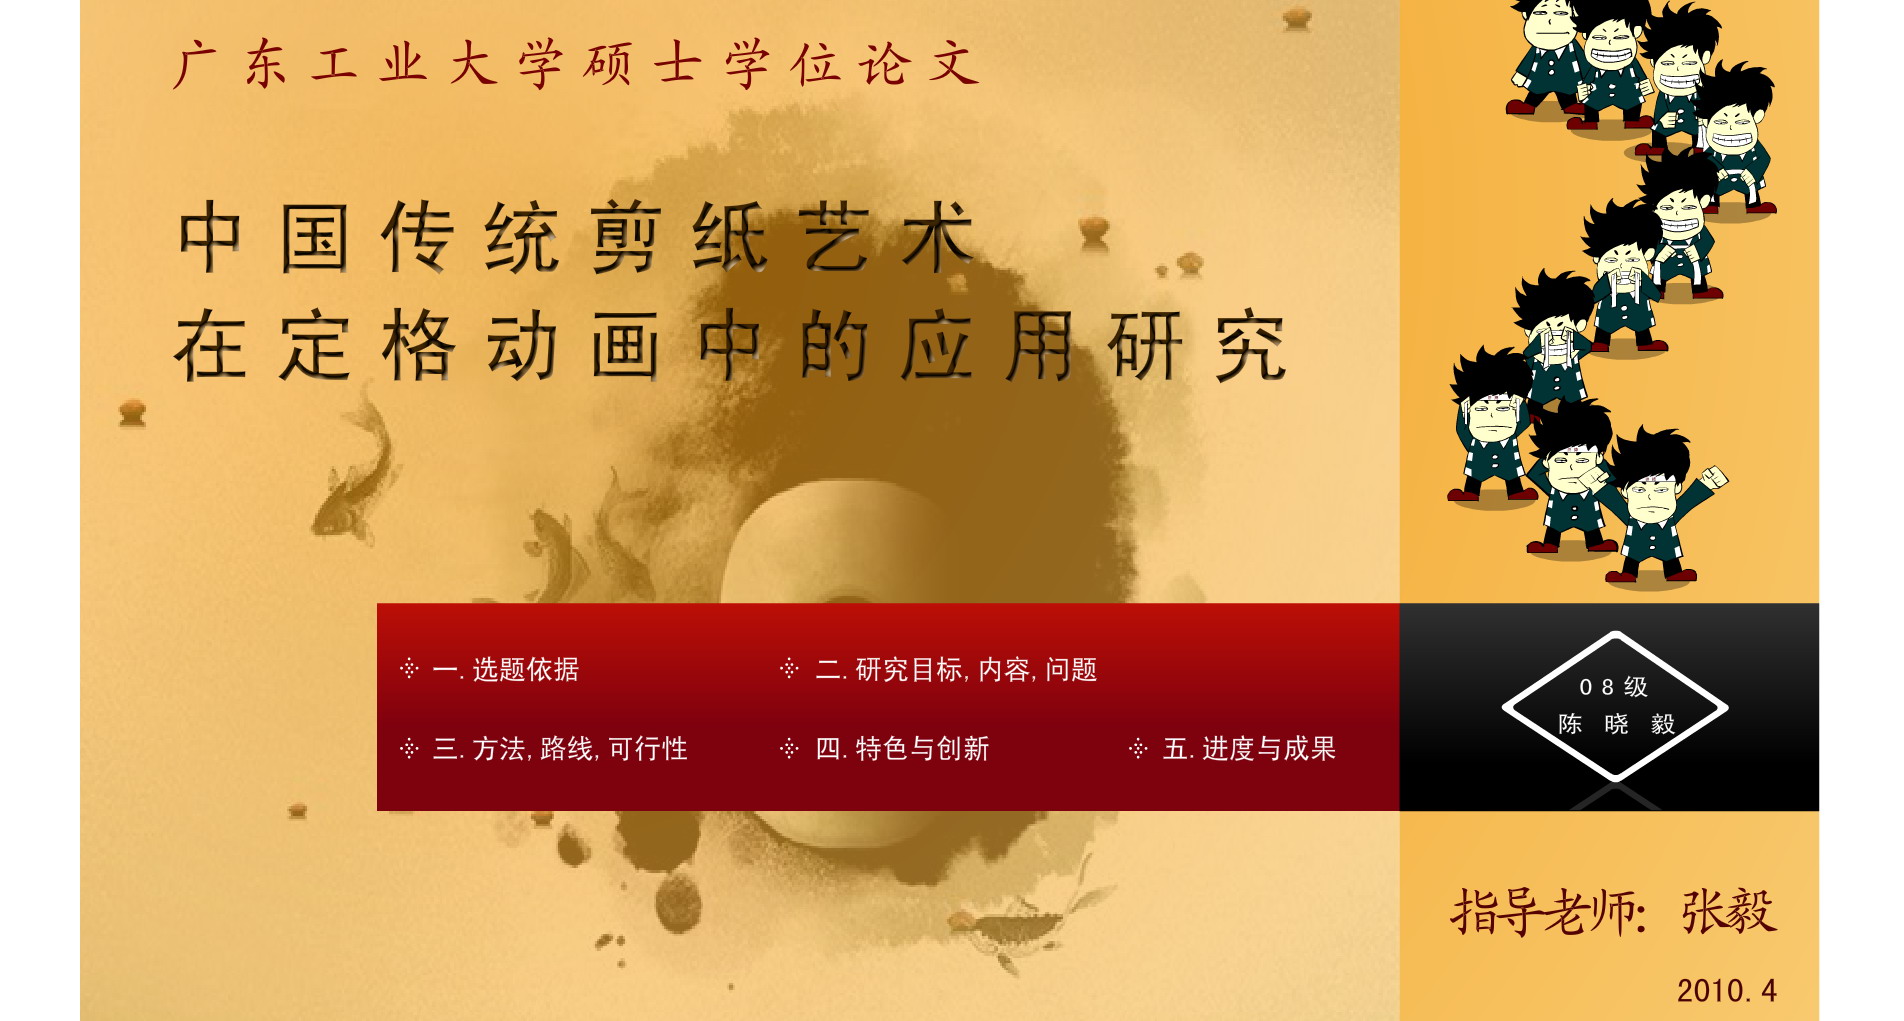 广东工业大学硕士学位论文
中国传统剪纸艺术
在定格动画中的应用研究
一.选题依据
二.研究目标,内容,问题
三.方法,路线,可行性
四.特色与创新
五.进度与成果
08级
陈晓毅
指导老师: 张毅
2010.4